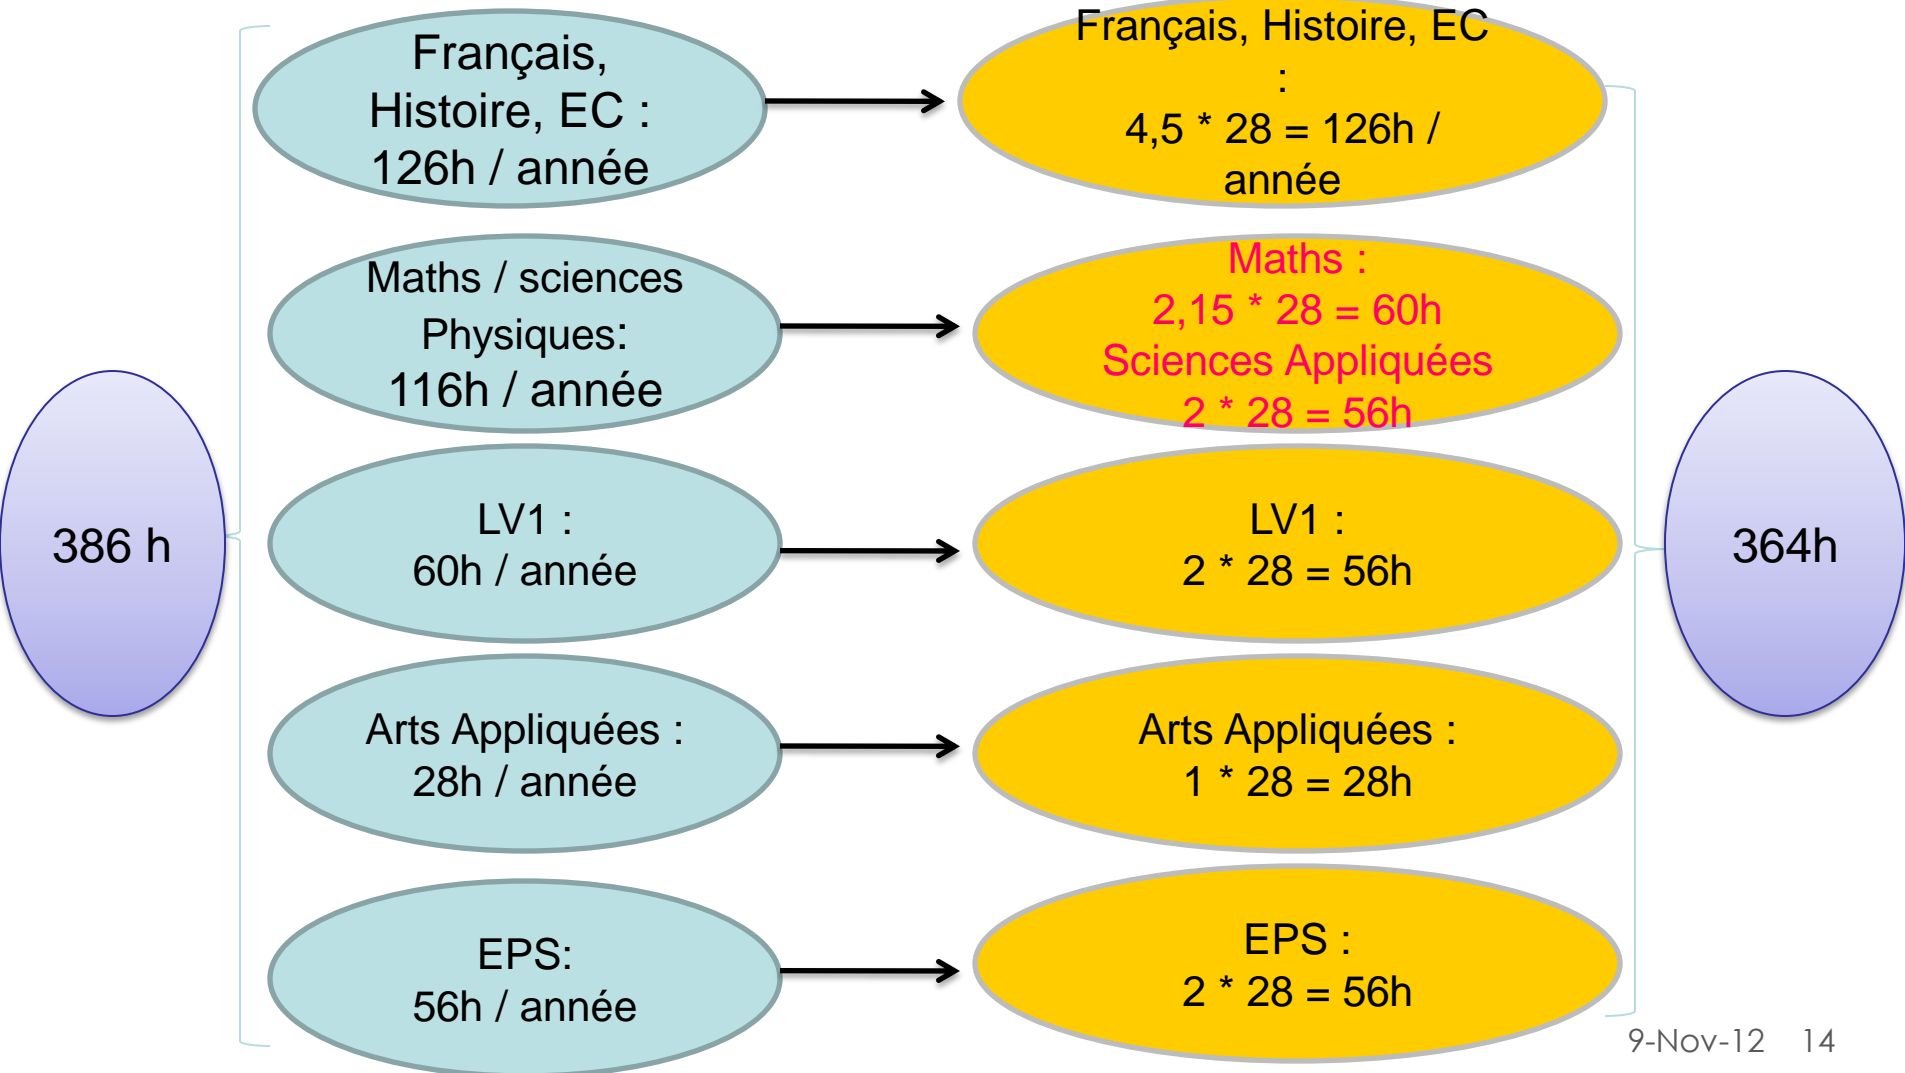 386 h
Français,
Histoire, EC :
126h / année
Maths / sciences
Physiques:
116h / année
LV1 :
60h / année
Arts Appliquées :
28h / année
EPS:
56h / année
Français, Histoire, EC
:
4,5 * 28 = 126h /
année
Maths :
2,15 * 28 = 60h
Sciences Appliquées
2 * 28 = 56h
LV1 :
2 * 28 = 56h
Arts Appliquées :
1 * 28 = 28h
EPS :
2 * 28 = 56h
364h
9-Nov-12 14